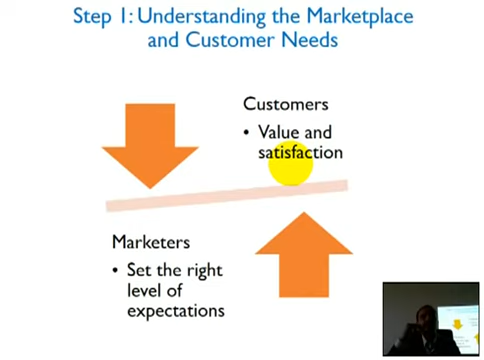 Step 1: Understanding the Marketplace
and Customer Needs
Customers
• Value and
satisfaction
Marketers
• Set the right
level of
expectations